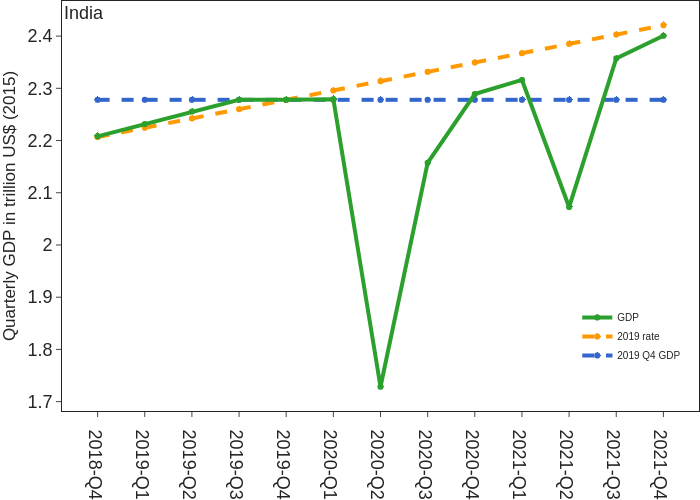 India
Quarterly GDP in trillion US$ (2015)
2.4
2.3
2.2
2.1
2
1.9
1.8
1.7
GDP
2019 rate
2019 Q4 GDP
2018-Q4
2019-Q1
2019-Q2
2019-Q3
2019-Q4
2020-Q1
2020-Q2
2020-Q3
2020-Q4
2021-Q1
2021-Q2
2021-Q3
2021-Q4